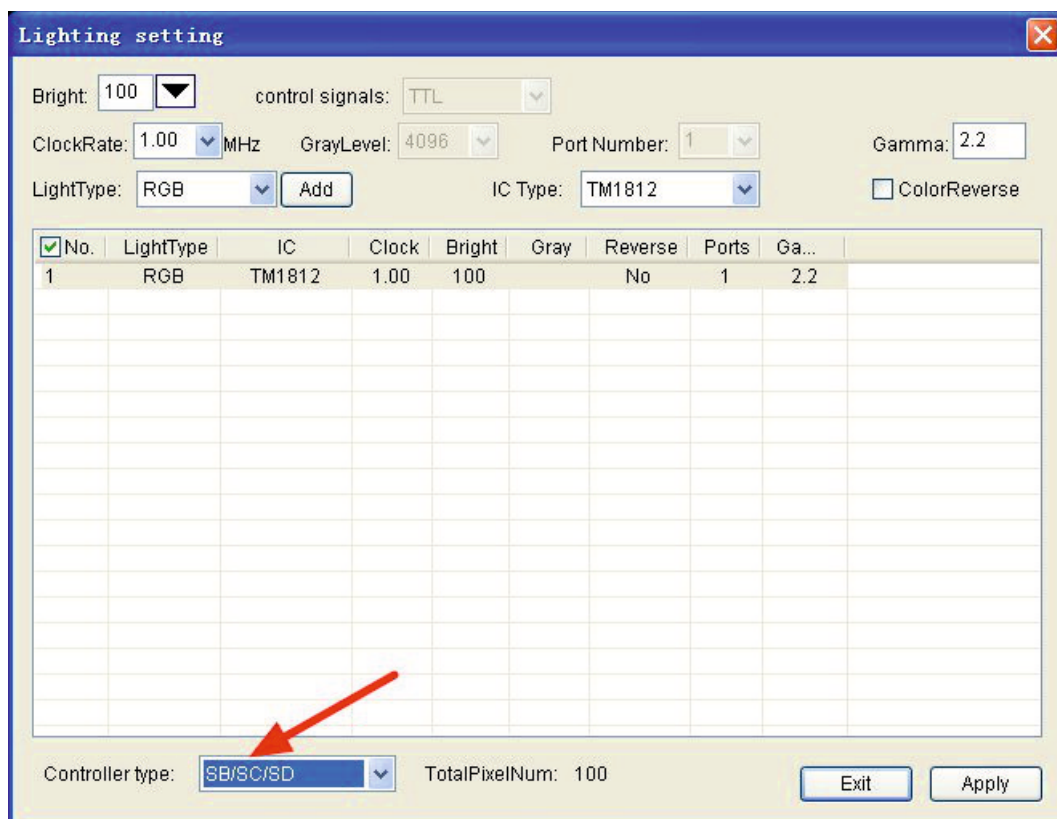 Lighting setting
Bright: 100 control signals: TTL
ClockRate: 1.00 MHz GrayLevel: 4096 Port Number: 1 Gamma: 2.2
LightType: RGB Add IC Type: TM1812 ColorReverse
No. LightType IC Clock Bright Gray Reverse Ports Ga...
1 RGB TM1812 1.00 100 No 1 2.2
Controller type: SB/SC/SD TotalPixelNum: 100 Exit Apply